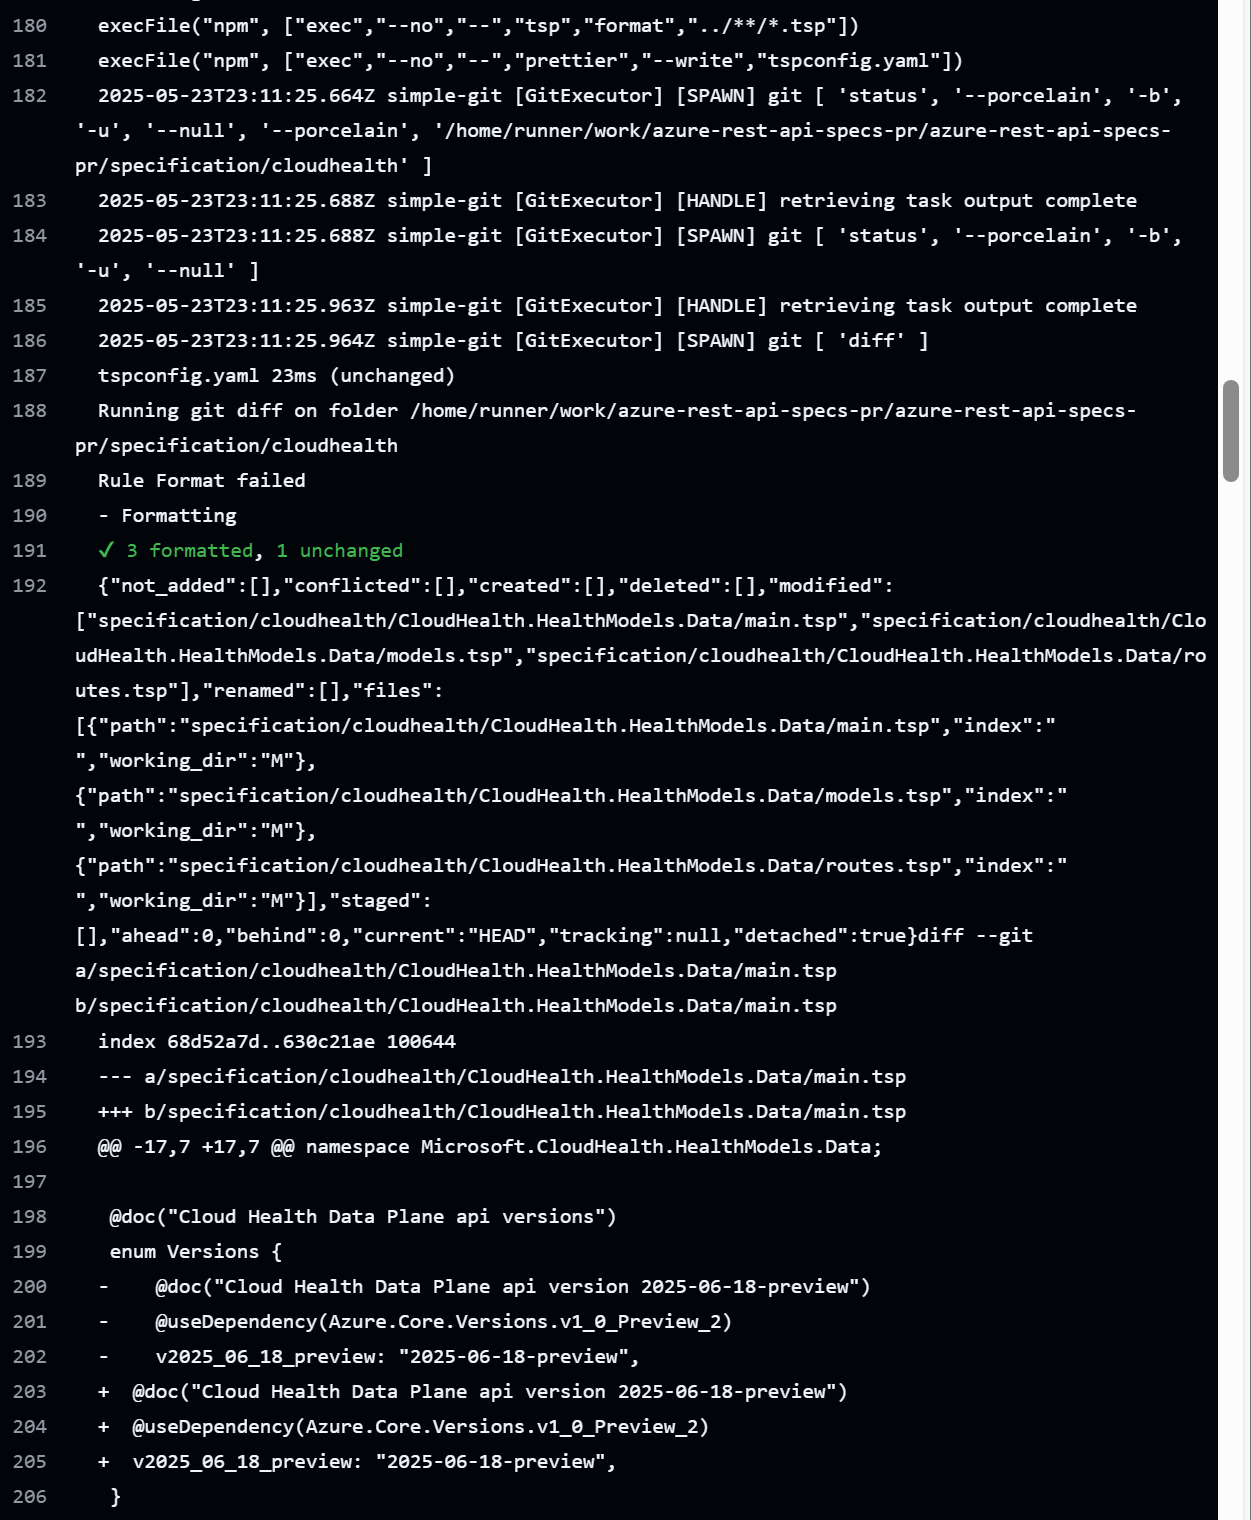 180 execFile("npm", ["exec","--no","--","tsp","format","../**/*.tsp"])
181 execFile("npm", ["exec","--no","--","prettier","--write","tspconfig.yaml"])
182 2025-05-23T23:11:25.664Z simple-git [GitExecutor] [SPAWN] git [ 'status', '--porcelain', '-b',
'-u', '--null', '--porcelain', '/home/runner/work/azure-rest-api-specs-pr/azure-rest-api-specs-
pr/specification/cloudhealth' ]
183 2025-05-23T23:11:25.688Z simple-git [GitExecutor] [HANDLE] retrieving task output complete
184 2025-05-23T23:11:25.688Z simple-git [GitExecutor] [SPAWN] git [ 'status', '--porcelain', '-b',
'-u', '--null' ]
185 2025-05-23T23:11:25.963Z simple-git [GitExecutor] [HANDLE] retrieving task output complete
186 2025-05-23T23:11:25.964Z simple-git [GitExecutor] [SPAWN] git [ 'diff' ]
187 tspconfig.yaml 23ms (unchanged)
188 Running git diff on folder /home/runner/work/azure-rest-api-specs-pr/azure-rest-api-specs-
pr/specification/cloudhealth
189 Rule Format failed
190 - Formatting
191 ✓ 3 formatted, 1 unchanged
192 {"not_added":[],"conflicted":[],"created":[],"deleted":[],"modified":
["specification/cloudhealth/CloudHealth.HealthModels.Data/main.tsp","specification/cloudhealth/Clo
udHealth.HealthModels.Data/models.tsp","specification/cloudhealth/CloudHealth.HealthModels.Data/ro
utes.tsp"],"renamed":[],"files":
[{"path":"specification/cloudhealth/CloudHealth.HealthModels.Data/main.tsp","index":"
","working_dir":"M"},
{"path":"specification/cloudhealth/CloudHealth.HealthModels.Data/models.tsp","index":"
","working_dir":"M"},
{"path":"specification/cloudhealth/CloudHealth.HealthModels.Data/routes.tsp","index":"
","working_dir":"M"}],"staged":
[],"ahead":0,"behind":0,"current":"HEAD","tracking":null,"detached":true}diff --git
a/specification/cloudhealth/CloudHealth.HealthModels.Data/main.tsp
b/specification/cloudhealth/CloudHealth.HealthModels.Data/main.tsp
193 index 68d52a7d..630c21ae 100644
194 --- a/specification/cloudhealth/CloudHealth.HealthModels.Data/main.tsp
195 +++ b/specification/cloudhealth/CloudHealth.HealthModels.Data/main.tsp
196 @@ -17,7 +17,7 @@ namespace Microsoft.CloudHealth.HealthModels.Data;
197
198 @doc("Cloud Health Data Plane api versions")
199 enum Versions {
200 - @doc("Cloud Health Data Plane api version 2025-06-18-preview")
201 - @useDependency(Azure.Core.Versions.v1_0_Preview_2)
202 - v2025_06_18_preview: "2025-06-18-preview",
203 + @doc("Cloud Health Data Plane api version 2025-06-18-preview")
204 + @useDependency(Azure.Core.Versions.v1_0_Preview_2)
205 + v2025_06_18_preview: "2025-06-18-preview",
206 }